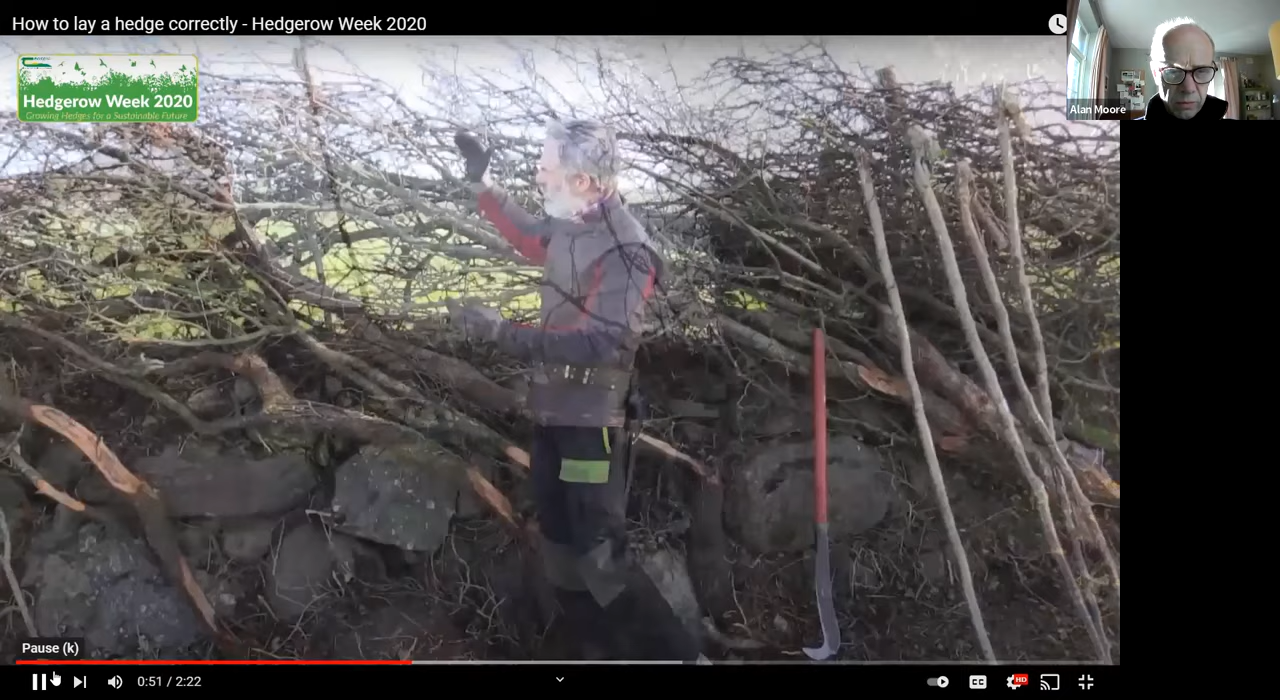 How to lay a hedge correctly - Hedgerow Week 2020
Hedgerow Week 2020
Growing Hedges for a Sustainable Future
Alan Moore
Pause (k)
0:51 / 2:22
CC
HD